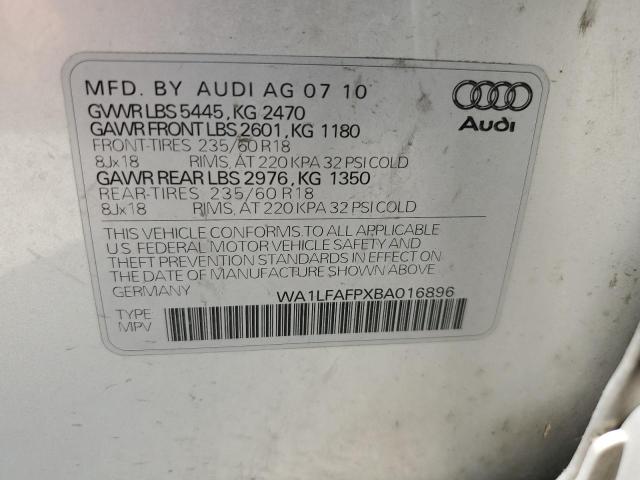 MFD. BY AUDI AG 07 10
GVWR LBS 5445, KG 2470
GAWR FRONT LBS 2601, KG 1180
FRONT-TIRES 235/60 R18
8Jx18 RIMS, AT 220 KPA 32 PSI COLD
GAWR REAR LBS 2976, KG 1350
REAR-TIRES 235/60 R18
8Jx18 RIMS, AT 220 KPA 32 PSI COLD
Audi
THIS VEHICLE CONFORMS TO ALL APPLICABLE
U.S FEDERAL MOTOR VEHICLE SAFETY AND
THEFT PREVENTION STANDARDS IN EFFECT ON
THE DATE OF MANUFACTURE SHOWN ABOVE.
GERMANY WA1LFAFPXBA016896
TYPE
MPV